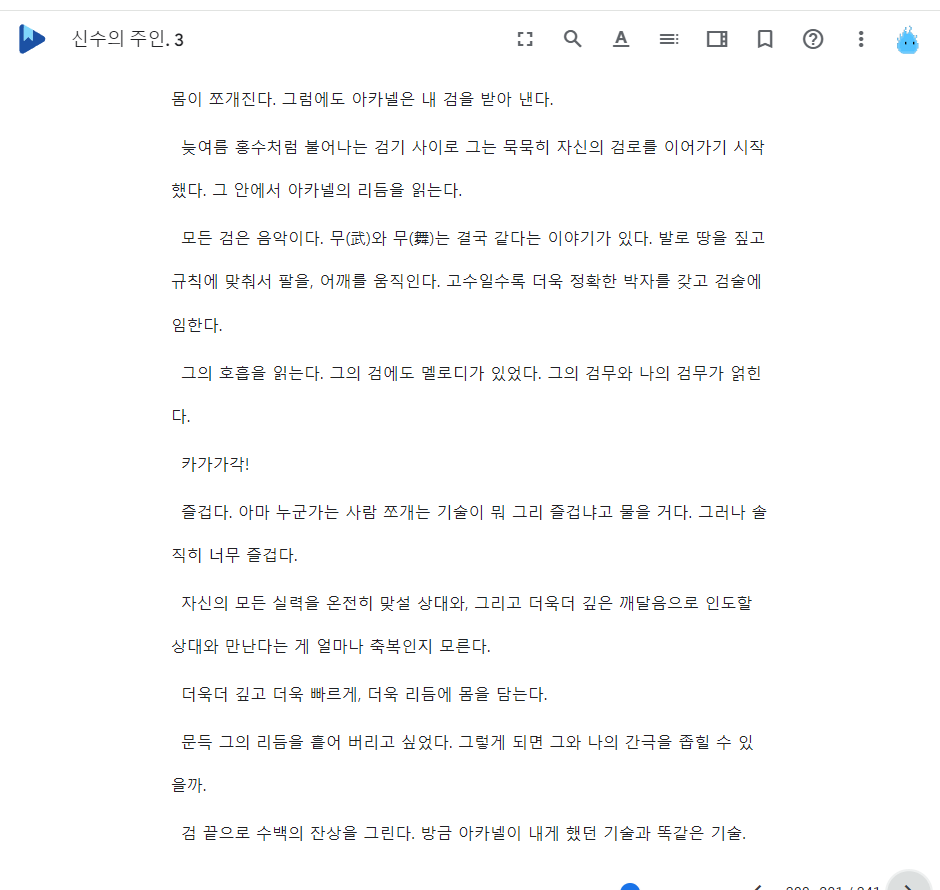 신수의 주인. 3
몸이 쪼개진다. 그럼에도 아카넬은 내 검을 받아 낸다.
늦여름 홍수처럼 불어나는 검기 사이로 그는 묵묵히 자신의 검로를 이어가기 시작
했다. 그 안에서 아카넬의 리듬을 읽는다.
모든 검은 음악이다. 무(武)와 무(舞)는 결국 같다는 이야기가 있다. 발로 땅을 짚고
규칙에 맞춰서 팔을, 어깨를 움직인다. 고수일수록 더욱 정확한 박자를 갖고 검술에
임한다.
그의 호흡을 읽는다. 그의 검에도 멜로디가 있었다. 그의 검무와 나의 검무가 얽힌
다.
카가가각!
즐겁다. 아마 누군가는 사람 쪼개는 기술이 뭐 그리 즐겁냐고 물을 거다. 그러나 솔
직히 너무 즐겁다.
자신의 모든 실력을 온전히 맞설 상대와, 그리고 더욱더 깊은 깨달음으로 인도할
상대와 만난다는 게 얼마나 축복인지 모른다.
더욱더 깊고 더욱 빠르게, 더욱 리듬에 몸을 담는다.
문득 그의 리듬을 흩어 버리고 싶었다. 그렇게 되면 그와 나의 간극을 좁힐 수 있
을까.
검 끝으로 수백의 잔상을 그린다. 방금 아카넬이 내게 했던 기술과 똑같은 기술.